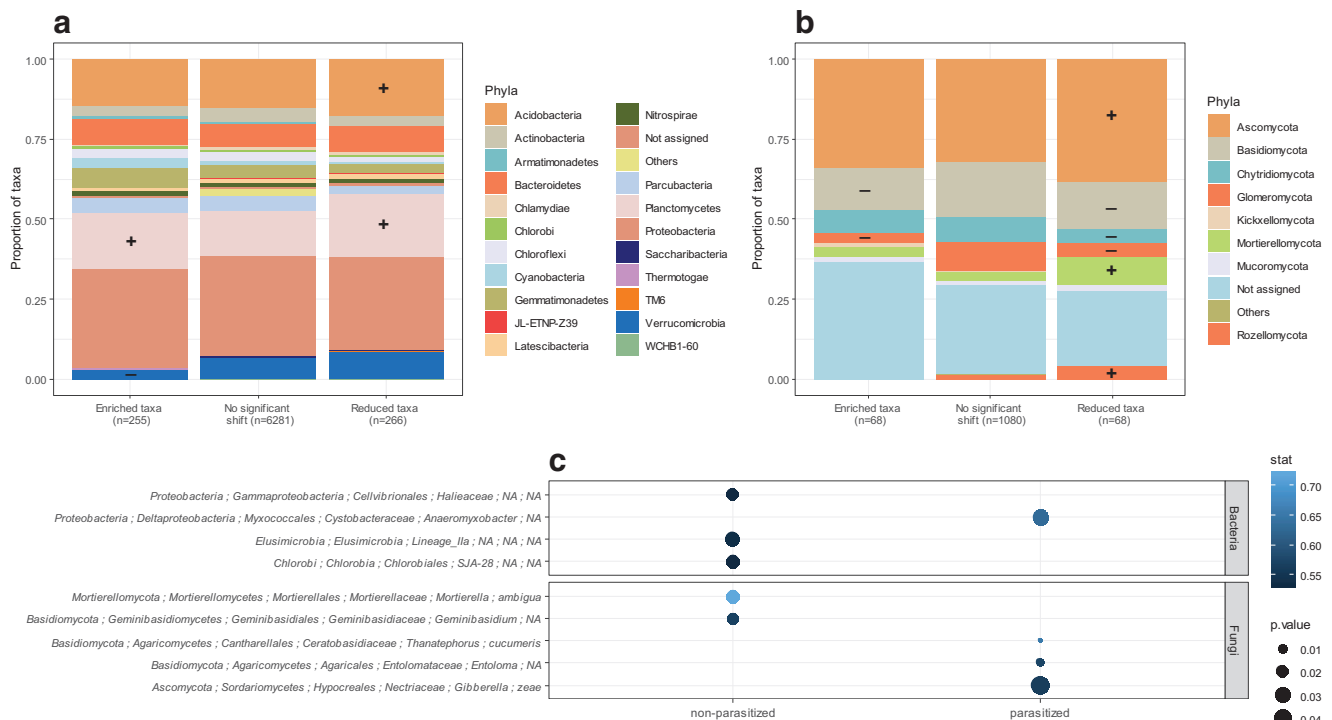 a
1.00
0.75
0.50
0.25
0.00
Proportion of taxa
+
+
+
−
Enriched taxa
(n=255)
No significant
shift (n=6281)
Reduced taxa
(n=266)
Phyla
Acidobacteria
Actinobacteria
Armatimonadetes
Bacteroidetes
Chlamydiae
Chlorobi
Chloroflexi
Cyanobacteria
Gemmatimonadetes
JL-ETNP-Z39
Latescibacteria
Nitrospirae
Not assigned
Others
Parcubacteria
Planctomycetes
Proteobacteria
Saccharibacteria
Thermotogae
TM6
Verrucomicrobia
WCHB1-60
b
1.00
0.75
0.50
0.25
0.00
Proportion of taxa
+
−
−
−
−
−
+
+
Enriched taxa
(n=68)
No significant
shift (n=1080)
Reduced taxa
(n=68)
Phyla
Ascomycota
Basidiomycota
Chytridiomycota
Glomeromycota
Kickxellomycota
Mortierellomycota
Mucoromycota
Not assigned
Others
Rozellomycota
c
Proteobacteria ; Gammaproteobacteria ; Cellvibrionales ; Halieaceae ; NA ; NA
Proteobacteria ; Deltaproteobacteria ; Myxococcales ; Cystobacteraceae ; Anaeromyxobacter ; NA
Elusimicrobia ; Elusimicrobia ; Lineage_IIa ; NA ; NA ; NA
Chlorobi ; Chlorobia ; Chlorobiales ; SJA-28 ; NA ; NA
Bacteria
Mortierellomycota ; Mortierellomycetes ; Mortierellales ; Mortierellaceae ; Mortierella ; ambigua
Basidiomycota ; Geminibasidiomycetes ; Geminibasidiales ; Geminibasidiaceae ; Geminibasidium ; NA
Basidiomycota ; Agaricomycetes ; Cantharellales ; Ceratobasidiaceae ; Thanatephorus ; cucumeris
Basidiomycota ; Agaricomycetes ; Agaricales ; Entolomataceae ; Entoloma ; NA
Ascomycota ; Sordariomycetes ; Hypocreales ; Nectriaceae ; Gibberella ; zeae
Fungi
non-parasitized
parasitized
stat
0.70
0.65
0.60
0.55
p.value
0.01
0.02
0.03
0.04